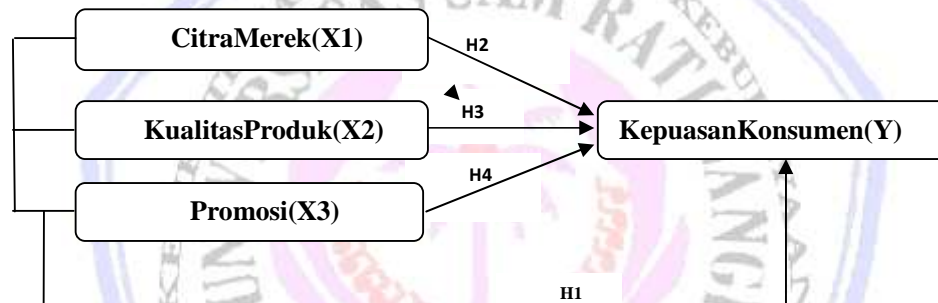 CitraMerek(X1)
H2
KualitasProduk(X2)
H3
KepuasanKonsumen(Y)
H4
Promosi(X3)
H1